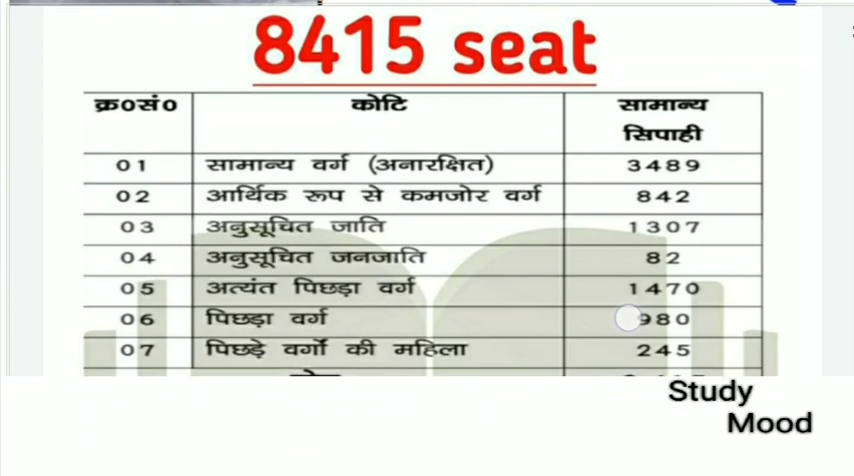 8415 seat
क्र0सं0 कोटि सामान्य सिपाही
01 सामान्य वर्ग (अनारक्षित) 3489
02 आर्थिक रूप से कमजोर वर्ग 842
03 अनुसूचित जाति 1307
04 अनुसूचित जनजाति 82
05 अत्यंत पिछड़ा वर्ग 1470
06 पिछड़ा वर्ग 980
07 पिछड़े वर्गों की महिला 245
Study
Mood